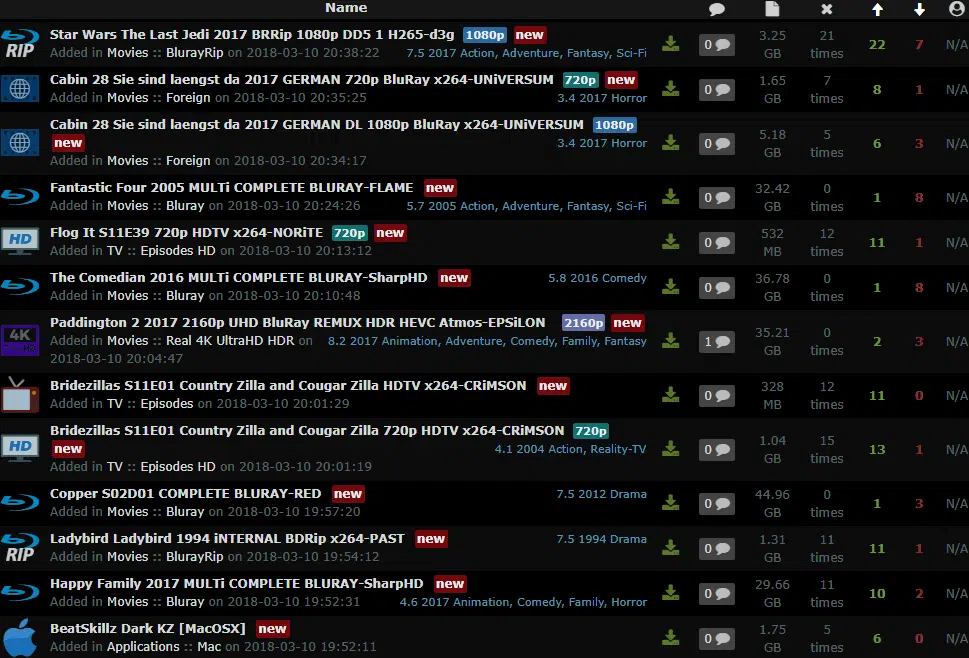 Name
Star Wars The Last Jedi 2017 BRRip 1080p DD5 1 H265-d3g 1080p new
RIP
Added in Movies :: BlurayRip on 2018-03-10 20:38:22 7.5 2017 Action, Adventure, Fantasy, Sci-Fi
0 3.25 GB 21 times 22 7 N/A
Cabin 28 Sie sind laengst da 2017 GERMAN 720p BluRay x264-UNiVERSUM 720p new
Added in Movies :: Foreign on 2018-03-10 20:35:25 3.4 2017 Horror
0 1.65 GB 7 times 8 1 N/A
Cabin 28 Sie sind laengst da 2017 GERMAN DL 1080p BluRay x264-UNiVERSUM 1080p
new 3.4 2017 Horror
Added in Movies :: Foreign on 2018-03-10 20:34:17
0 5.18 GB 5 times 6 3 N/A
Fantastic Four 2005 MULTi COMPLETE BLURAY-FLAME new
Added in Movies :: Bluray on 2018-03-10 20:24:26 5.7 2005 Action, Adventure, Fantasy, Sci-Fi
0 32.42 GB 0 times 1 8 N/A
Flog It S11E39 720p HDTV x264-NORiTE 720p new
HD
Added in TV :: Episodes HD on 2018-03-10 20:13:12
0 532 MB 12 times 11 1 N/A
The Comedian 2016 MULTi COMPLETE BLURAY-SharpHD new 5.8 2016 Comedy
Added in Movies :: Bluray on 2018-03-10 20:10:48
0 36.78 GB 0 times 1 8 N/A
Paddington 2 2017 2160p UHD BluRay REMUX HDR HEVC Atmos-EPSiLON 2160p new
4K
Added in Movies :: Real 4K UltraHD HDR on 8.2 2017 Animation, Adventure, Comedy, Family, Fantasy
2018-03-10 20:04:47
1 35.21 GB 0 times 2 3 N/A
Bridezillas S11E01 Country Zilla and Cougar Zilla HDTV x264-CRiMSON new
Added in TV :: Episodes on 2018-03-10 20:01:29
0 328 MB 12 times 11 0 N/A
Bridezillas S11E01 Country Zilla and Cougar Zilla 720p HDTV x264-CRiMSON 720p
HD
new 4.1 2004 Action, Reality-TV
Added in TV :: Episodes HD on 2018-03-10 20:01:19
0 1.04 GB 15 times 13 1 N/A
Copper S02D01 COMPLETE BLURAY-RED new 7.5 2012 Drama
Added in Movies :: Bluray on 2018-03-10 19:57:20
0 44.96 GB 0 times 1 3 N/A
Ladybird Ladybird 1994 iNTERNAL BDRip x264-PAST new 7.5 1994 Drama
RIP
Added in Movies :: BlurayRip on 2018-03-10 19:54:12
0 1.31 GB 11 times 11 1 N/A
Happy Family 2017 MULTi COMPLETE BLURAY-SharpHD new
Added in Movies :: Bluray on 2018-03-10 19:52:31 4.6 2017 Animation, Comedy, Family, Horror
0 29.66 GB 11 times 10 2 N/A
BeatSkillz Dark KZ [MacOSX] new
Added in Applications :: Mac on 2018-03-10 19:52:11
0 1.75 GB 5 times 6 0 N/A